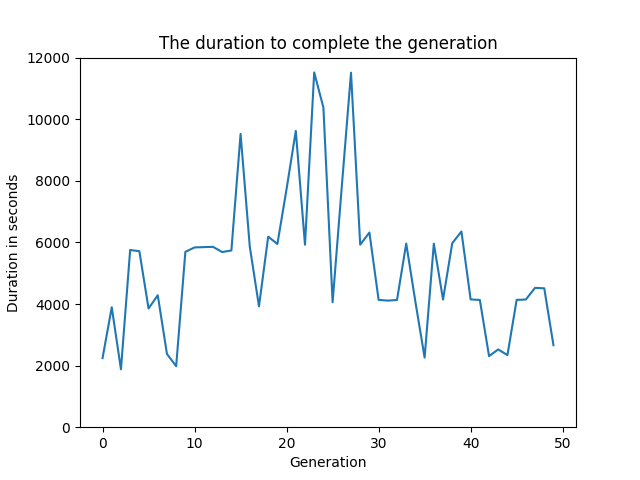 The duration to complete the generation
12000
10000
8000
6000
4000
2000
0
Duration in seconds
0 10 20 30 40 50
Generation